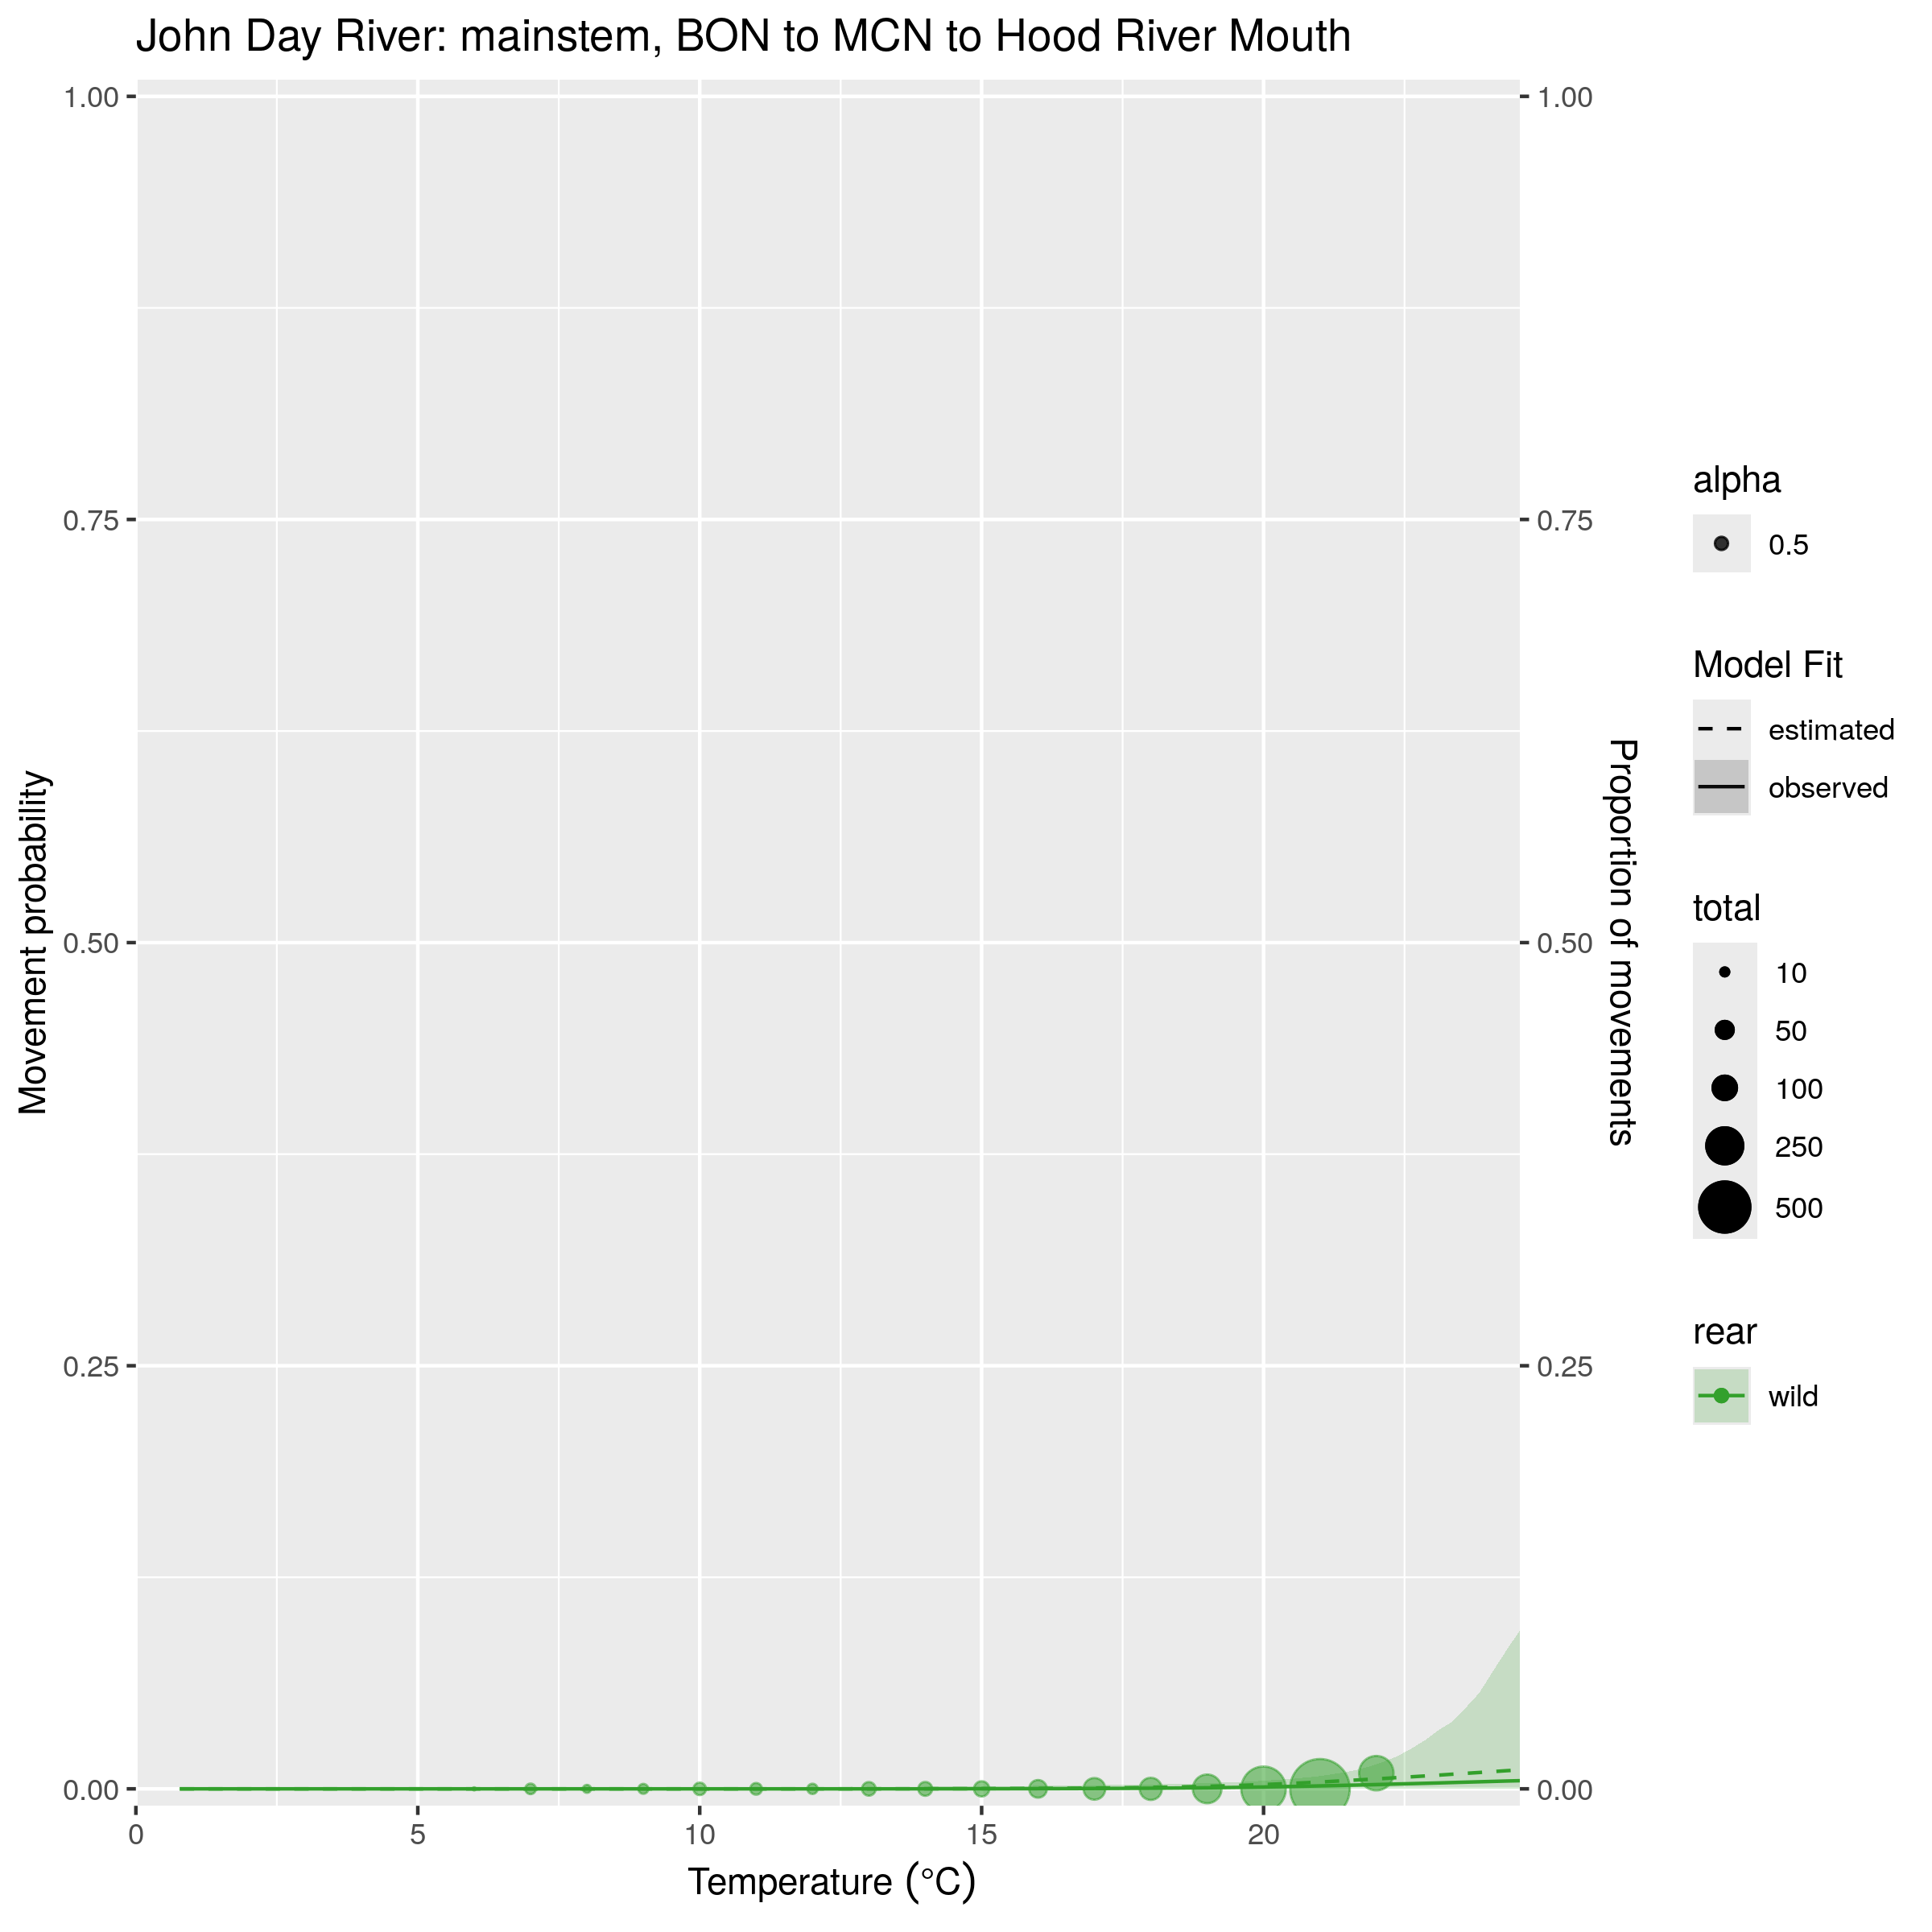 John Day River: mainstem, BON to MCN to Hood River Mouth
1.00
0.75
0.50
0.25
0.00
Movement probability
0
5
10
15
20
Temperature (°C)
1.00
0.75
0.50
0.25
0.00
Proportion of movements
alpha
0.5
Model Fit
estimated
observed
total
10
50
100
250
500
rear
wild